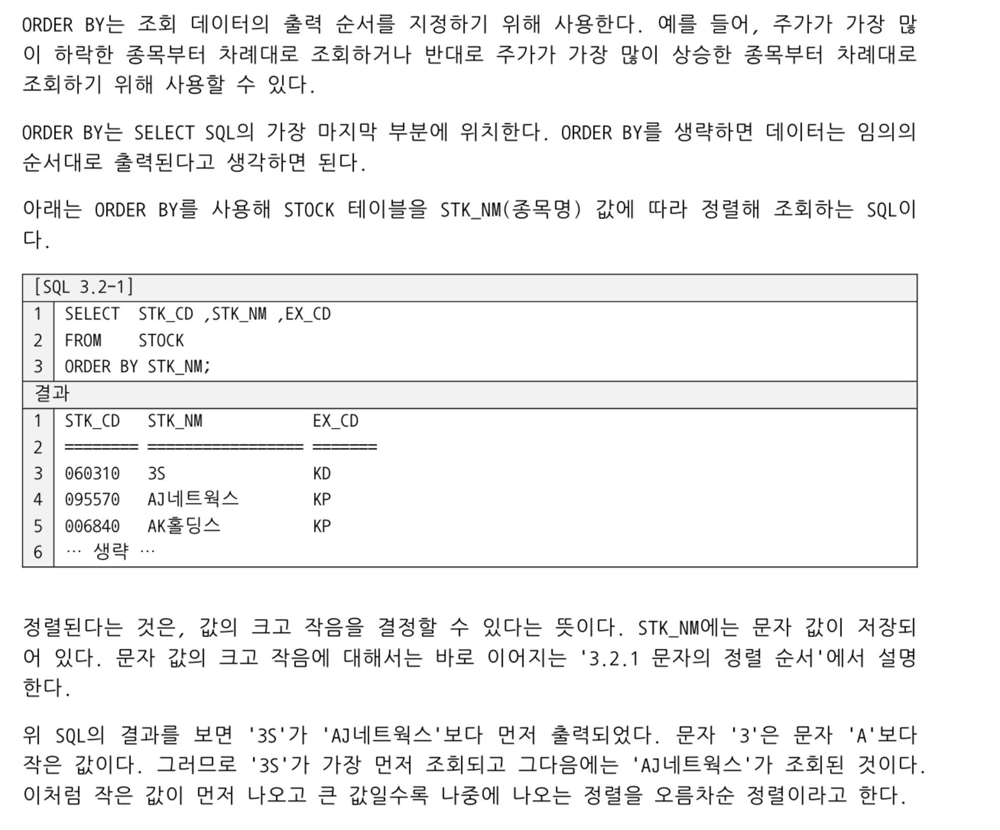 ORDER BY는 조회 데이터의 출력 순서를 지정하기 위해 사용한다. 예를 들어, 주가가 가장 많
이 하락한 종목부터 차례대로 조회하거나 반대로 주가가 가장 많이 상승한 종목부터 차례대로
조회하기 위해 사용할 수 있다.
ORDER BY는 SELECT SQL의 가장 마지막 부분에 위치한다. ORDER BY를 생략하면 데이터는 임의의
순서대로 출력된다고 생각하면 된다.
아래는 ORDER BY를 사용해 STOCK 테이블을 STK_NM(종목명) 값에 따라 정렬해 조회하는 SQL이
다.
[SQL 3.2-1]
1 SELECT  STK_CD ,STK_NM ,EX_CD
2 FROM    STOCK
3 ORDER BY STK_NM;
결과
1 STK_CD   STK_NM            EX_CD
2 ======== ================= =======
3 060310   3S                KD
4 095570   AJ네트웍스        KP
5 006840   AK홀딩스          KP
6 … 생략 …
정렬된다는 것은, 값의 크고 작음을 결정할 수 있다는 뜻이다. STK_NM에는 문자 값이 저장되
어 있다. 문자 값의 크고 작음에 대해서는 바로 이어지는 '3.2.1 문자의 정렬 순서'에서 설명
한다.
위 SQL의 결과를 보면 '3S'가 'AJ네트웍스'보다 먼저 출력되었다. 문자 '3'은 문자 'A'보다
작은 값이다. 그러므로 '3S'가 가장 먼저 조회되고 그다음에는 'AJ네트웍스'가 조회된 것이다.
이처럼 작은 값이 먼저 나오고 큰 값일수록 나중에 나오는 정렬을 오름차순 정렬이라고 한다.